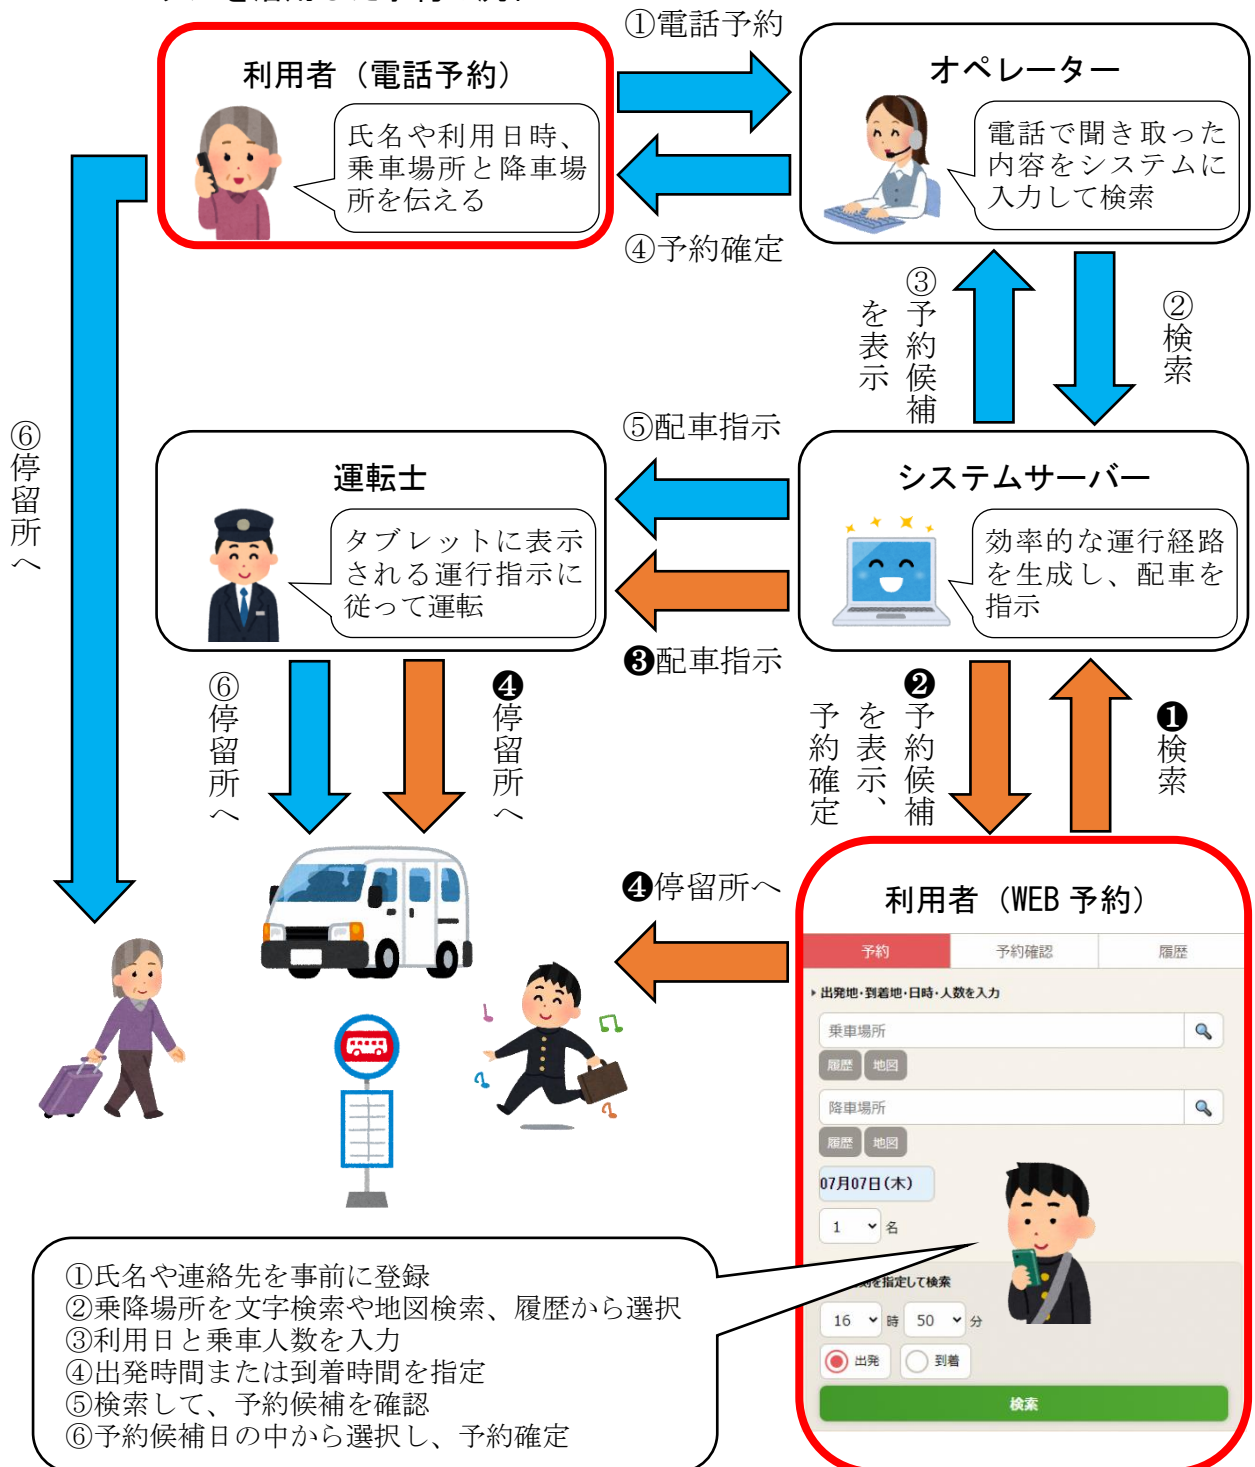 ①電話予約
利用者（電話予約）
氏名や利用日時、
乗車場所と降車場
所を伝える
オペレーター
電話で聞き取った
内容をシステムに
入力して検索
④予約確定
③予約候補
を表示
②検索
⑥停留所へ
⑤配車指示
運転士
タブレットに表示
される運行指示に
従って運転
システムサーバー
効率的な運行経路
を生成し、配車を
指示
❸配車指示
⑥停留所へ
❹停留所へ
❷予約候補
を表示、
予約確定
❶検索
❹停留所へ
利用者（WEB予約）
予約
予約確認
履歴
出発地・到着地・日時・人数を入力
乗車場所
履歴 地図
降車場所
履歴 地図
07月07日(木)
1 名
を指定して検索
16 時 50 分
出発 到着
検索
①氏名や連絡先を事前に登録
②乗降場所を文字検索や地図検索、履歴から選択
③利用日と乗車人数を入力
④出発時間または到着時間を指定
⑤検索して、予約候補を確認
⑥予約候補日の中から選択し、予約確定